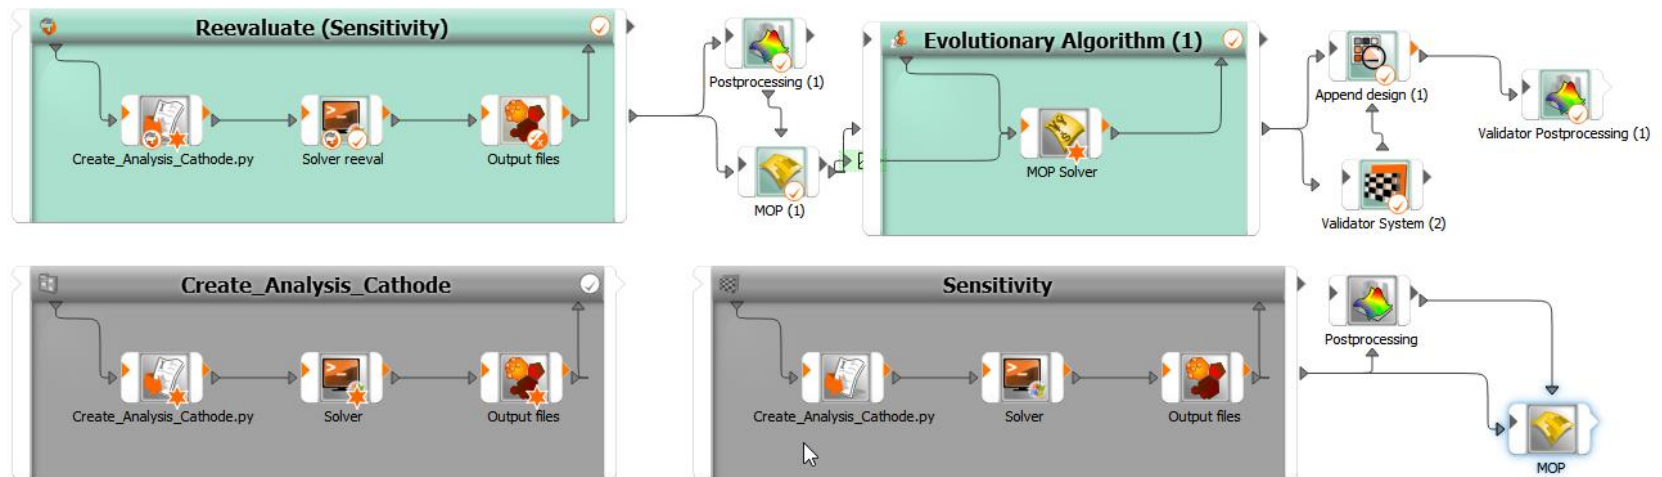 Reevaluate (Sensitivity)
Create_Analysis_Cathode.py
Solver reeval
Output files
Postprocessing (1)
MOP (1)
Evolutionary Algorithm (1)
MOP Solver
Append design (1)
Validator Postprocessing (1)
Validator System (2)
Create_Analysis_Cathode
Create_Analysis_Cathode.py
Solver
Output files
Sensitivity
Create_Analysis_Cathode.py
Solver
Output files
Postprocessing
MOP